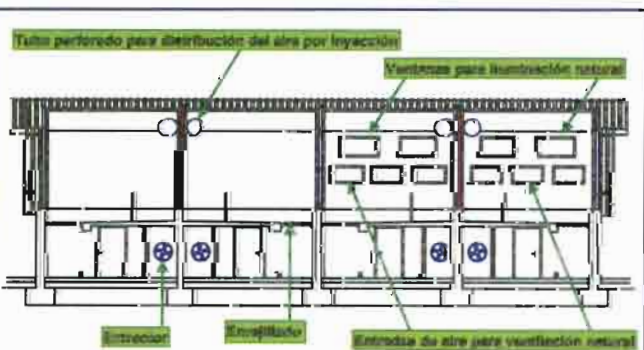 Tubo perforado para distribución del aire por inyección
Ventanas para iluminación natural
Extractor
Enrejillado
Entradas de aire para ventilación natural